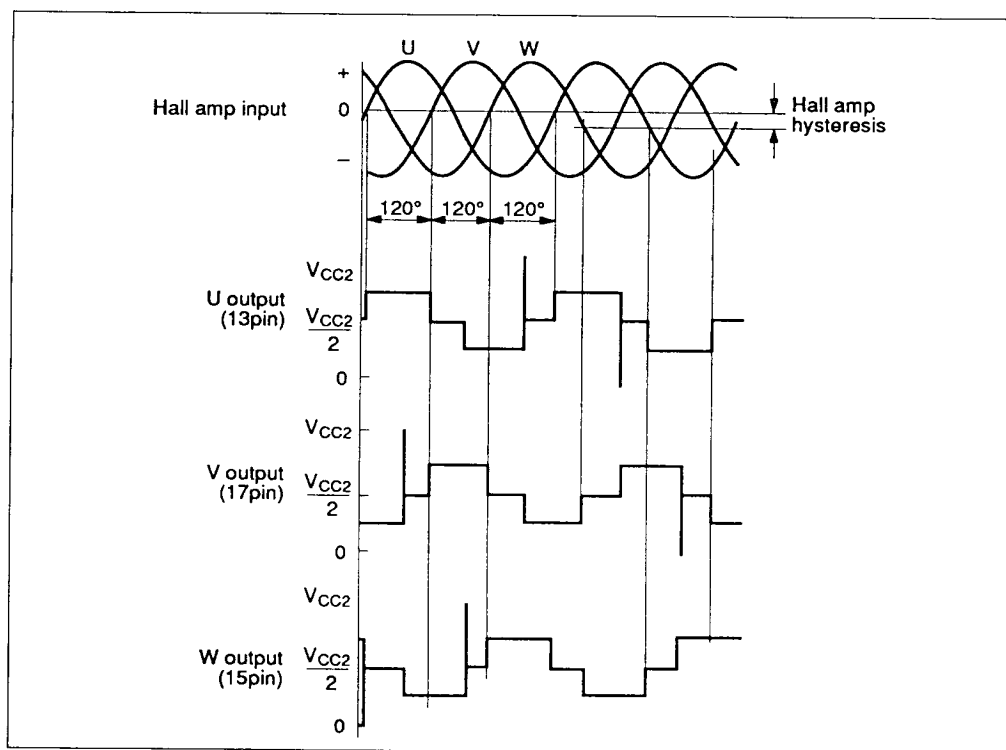 U V W
+
Hall amp input 0
−
Hall amp
hysteresis
120° 120° 120°
VCC2
U output
(13pin)
VCC2
2
0
VCC2
V output
(17pin)
VCC2
2
0
VCC2
W output
(15pin)
VCC2
2
0